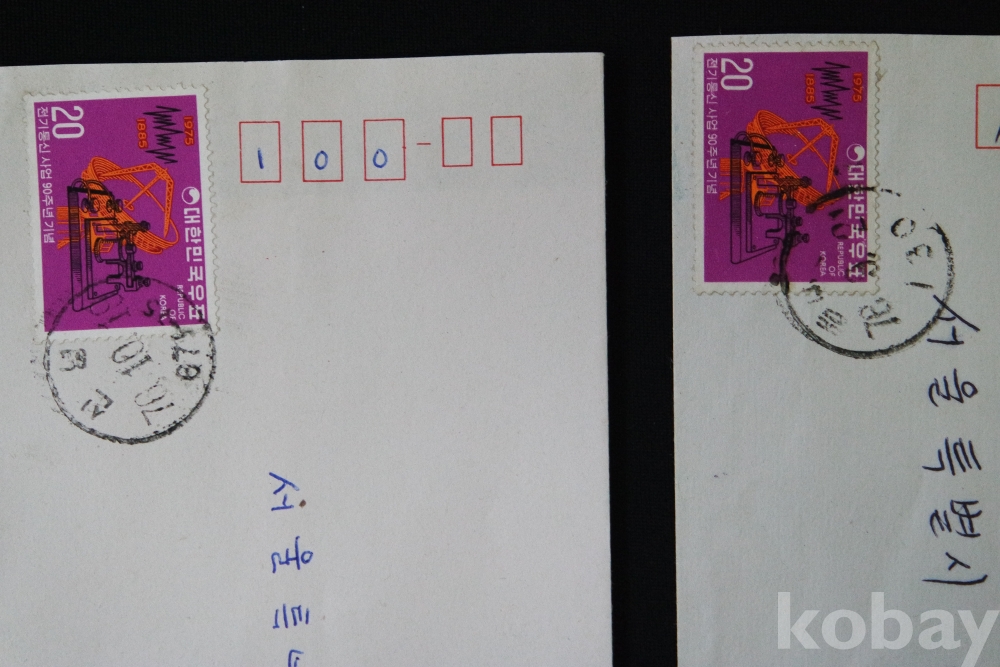 20
1975
1885
전기통신사업 90주년기념
대한민국우표
REPUBLIC
OF
KOREA
100-
서울특
20
1975
1885
전기통신사업 90주년기념
대한민국우표
REPUBLIC
OF
KOREA
서울특별시
kobay